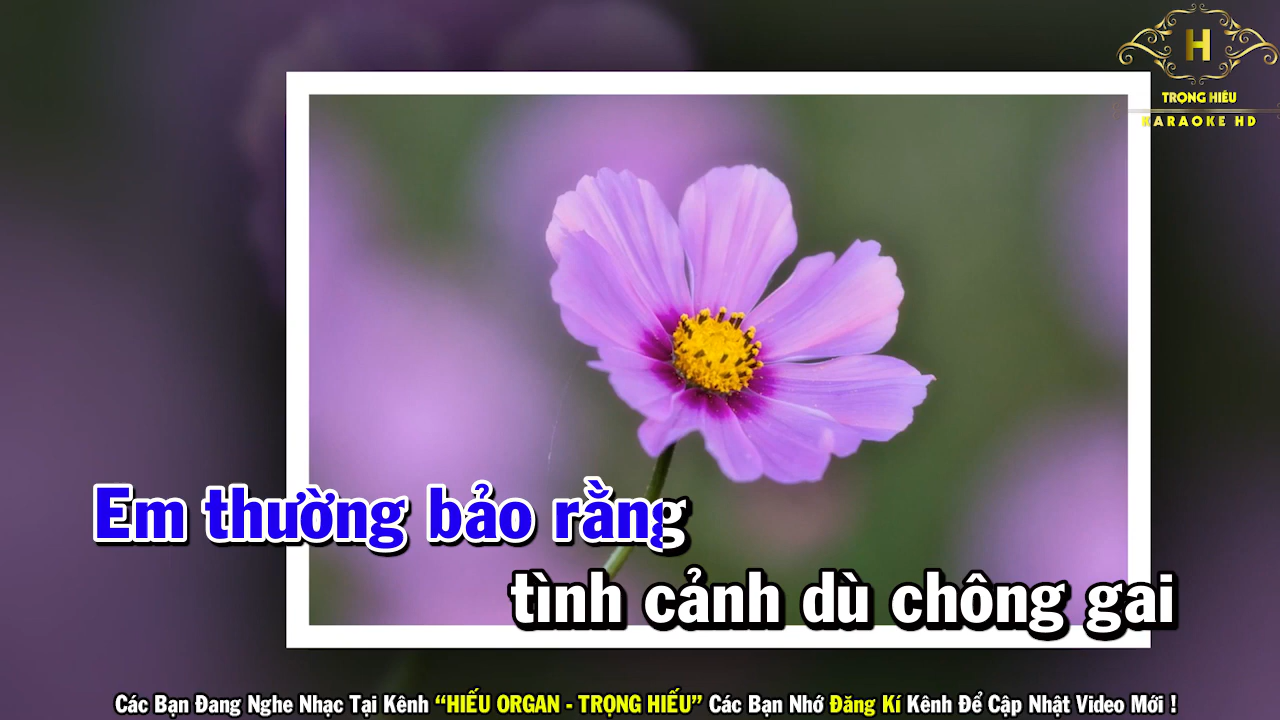 H
TRỌNG HIẾU
KARAOKE HD
Em thường bảo rằng
tình cảnh dù chông gai
Các Bạn Đang Nghe Nhạc Tại Kênh “HIẾU ORGAN - TRỌNG HIẾU” Các Bạn Nhớ Đăng Kí Kênh Để Cập Nhật Video Mới !